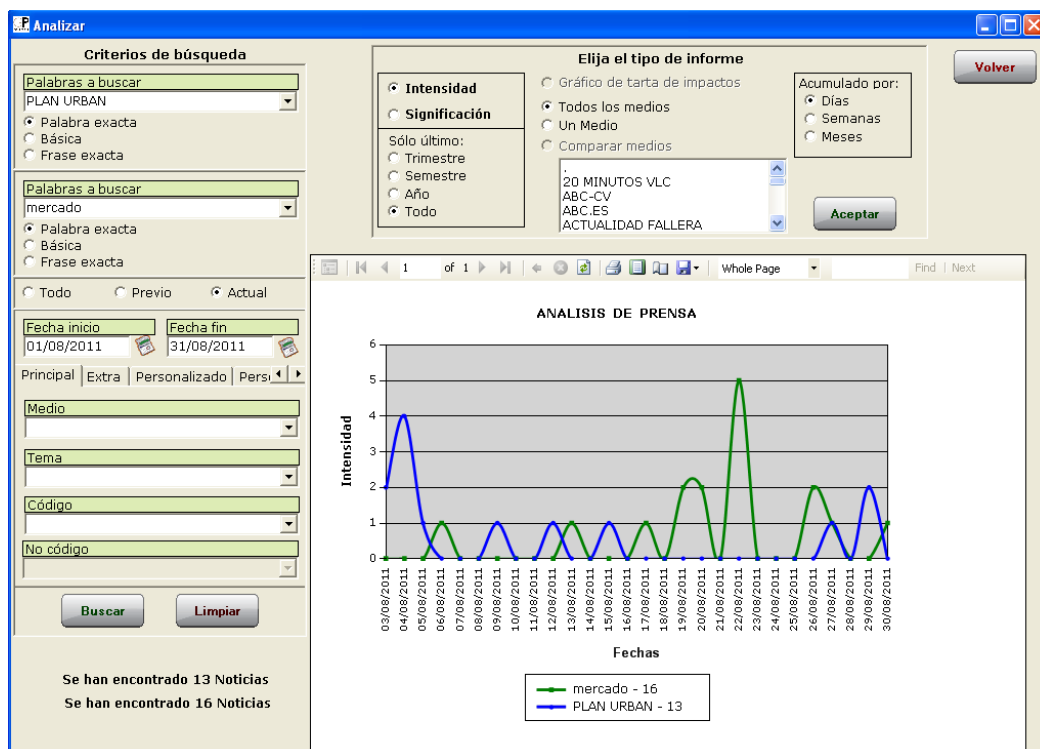 Analizar
Criterios de búsqueda
Palabras a buscar
PLAN URBAN
Palabra exacta
Básica
Frase exacta
Palabras a buscar
mercado
Palabra exacta
Básica
Frase exacta
Todo Previo Actual
Fecha inicio Fecha fin
01/08/2011 31/08/2011
Principal Extra Personalizado
Medio
Tema
Código
No código
Buscar Limpiar
Se han encontrado 13 Noticias
Se han encontrado 16 Noticias
Elija el tipo de informe
Intensidad
Significación
Sólo último:
Trimestre
Semestre
Año
Todo
Gráfico de tarta de impactos
Todos los medios
Un Medio
Comparar medios
.
20 MINUTOS VLC
ABC-CV
ABC.ES
ACTUALIDAD FALLERA
Acumulado por:
Días
Semanas
Meses
Aceptar
Volver
1 of 1 Whole Page Find | Next
ANALISIS DE PRENSA
Intensidad
6
5
4
3
2
1
0
03/08/2011
04/08/2011
05/08/2011
06/08/2011
07/08/2011
08/08/2011
09/08/2011
10/08/2011
11/08/2011
12/08/2011
13/08/2011
14/08/2011
15/08/2011
16/08/2011
17/08/2011
18/08/2011
19/08/2011
20/08/2011
21/08/2011
22/08/2011
23/08/2011
24/08/2011
25/08/2011
26/08/2011
27/08/2011
28/08/2011
29/08/2011
30/08/2011
Fechas
mercado - 16
PLAN URBAN - 13